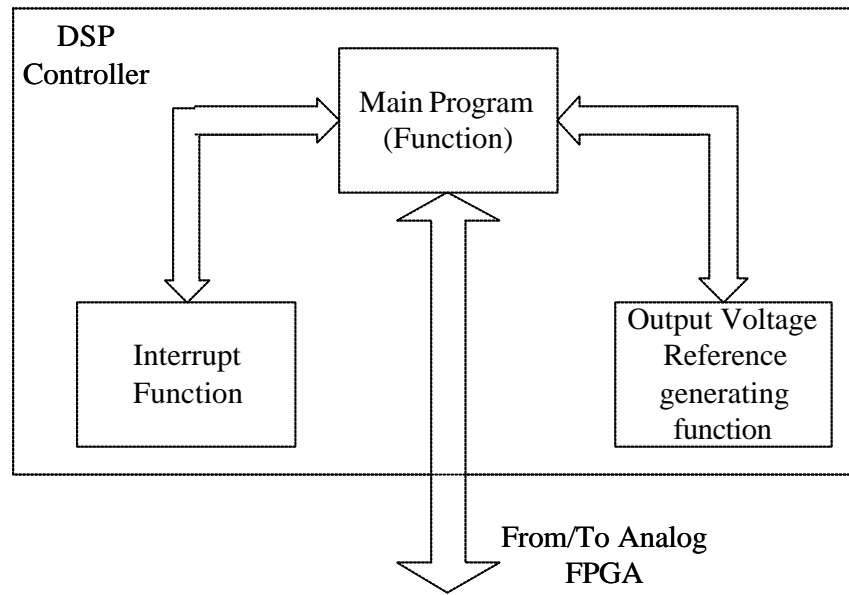 DSP
Controller
Main Program
(Function)
Interrupt
Function
Output Voltage
Reference
generating
function
From/To Analog
FPGA